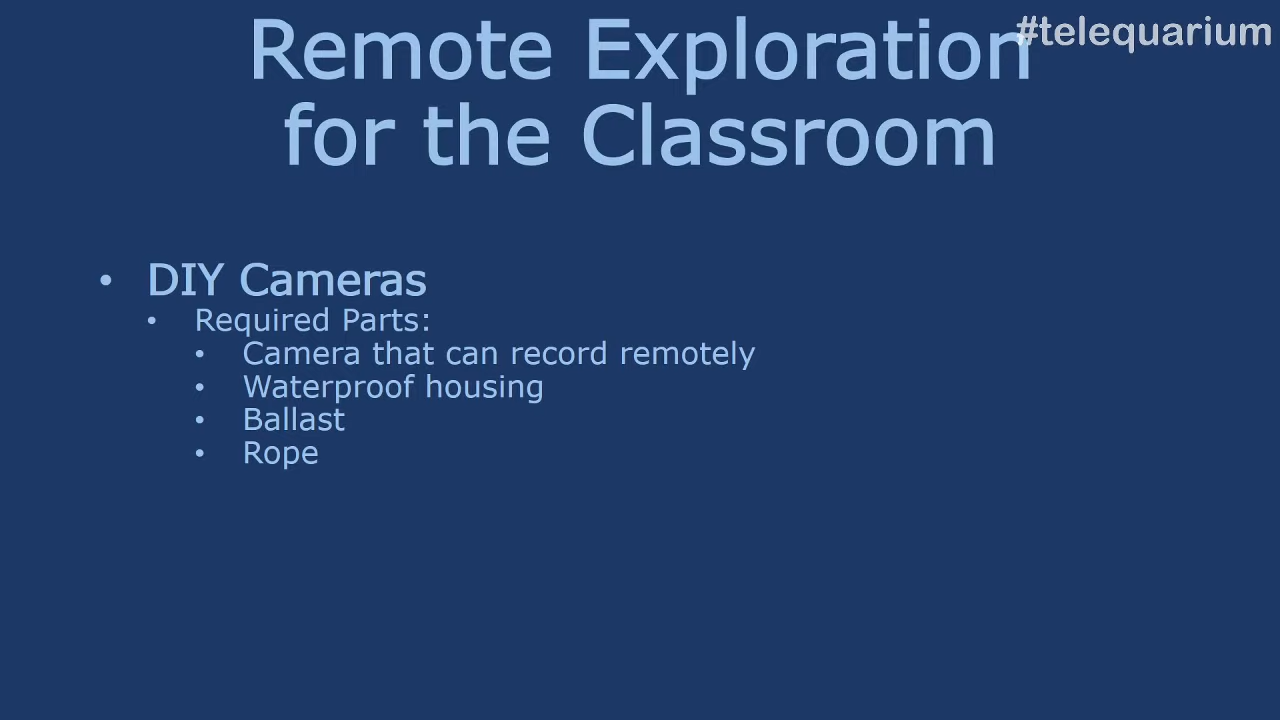 Remote Exploration
for the Classroom
#telequarium
• DIY Cameras
• Required Parts:
• Camera that can record remotely
• Waterproof housing
• Ballast
• Rope